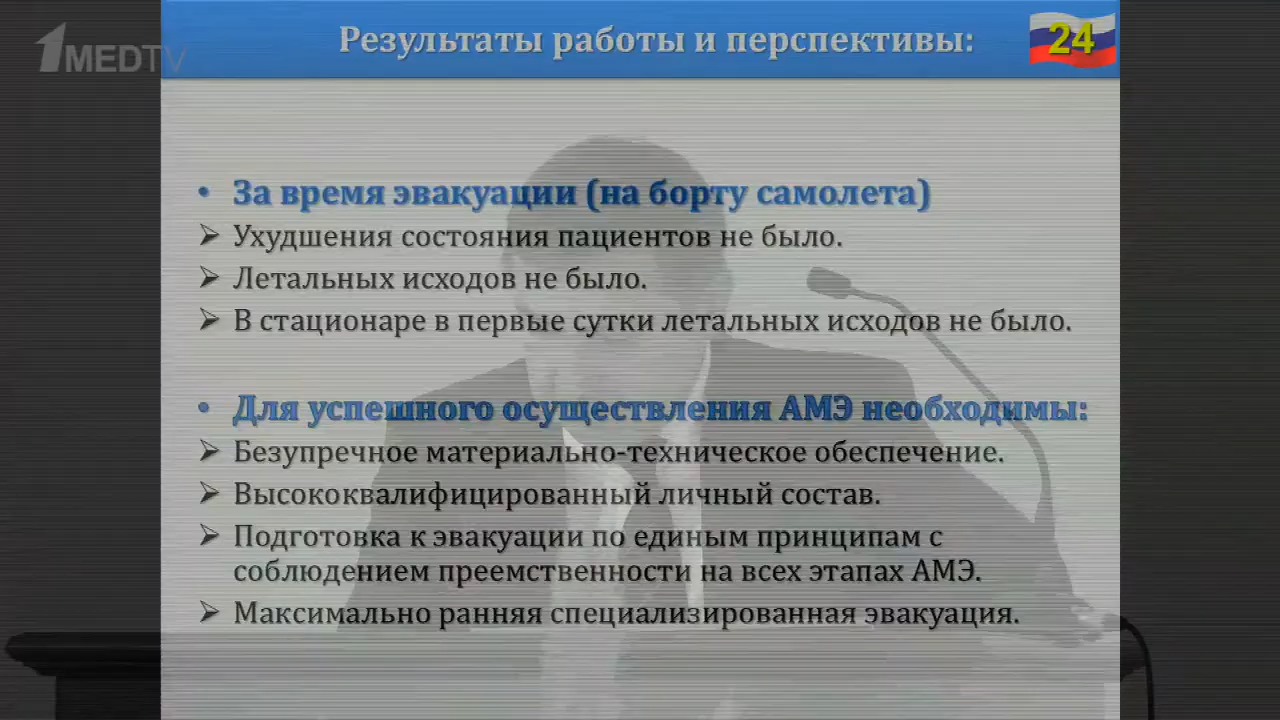 1MEDTV
Результаты работы и перспективы:
24
• За время эвакуации (на борту самолета)
Ухудшения состояния пациентов не было.
Летальных исходов не было.
В стационаре в первые сутки летальных исходов не было.
• Для успешного осуществления АМЭ необходимы:
Безупречное материально-техническое обеспечение.
Высококвалифицированный личный состав.
Подготовка к эвакуации по единым принципам с
соблюдением преемственности на всех этапах АМЭ.
Максимально ранняя специализированная эвакуация.